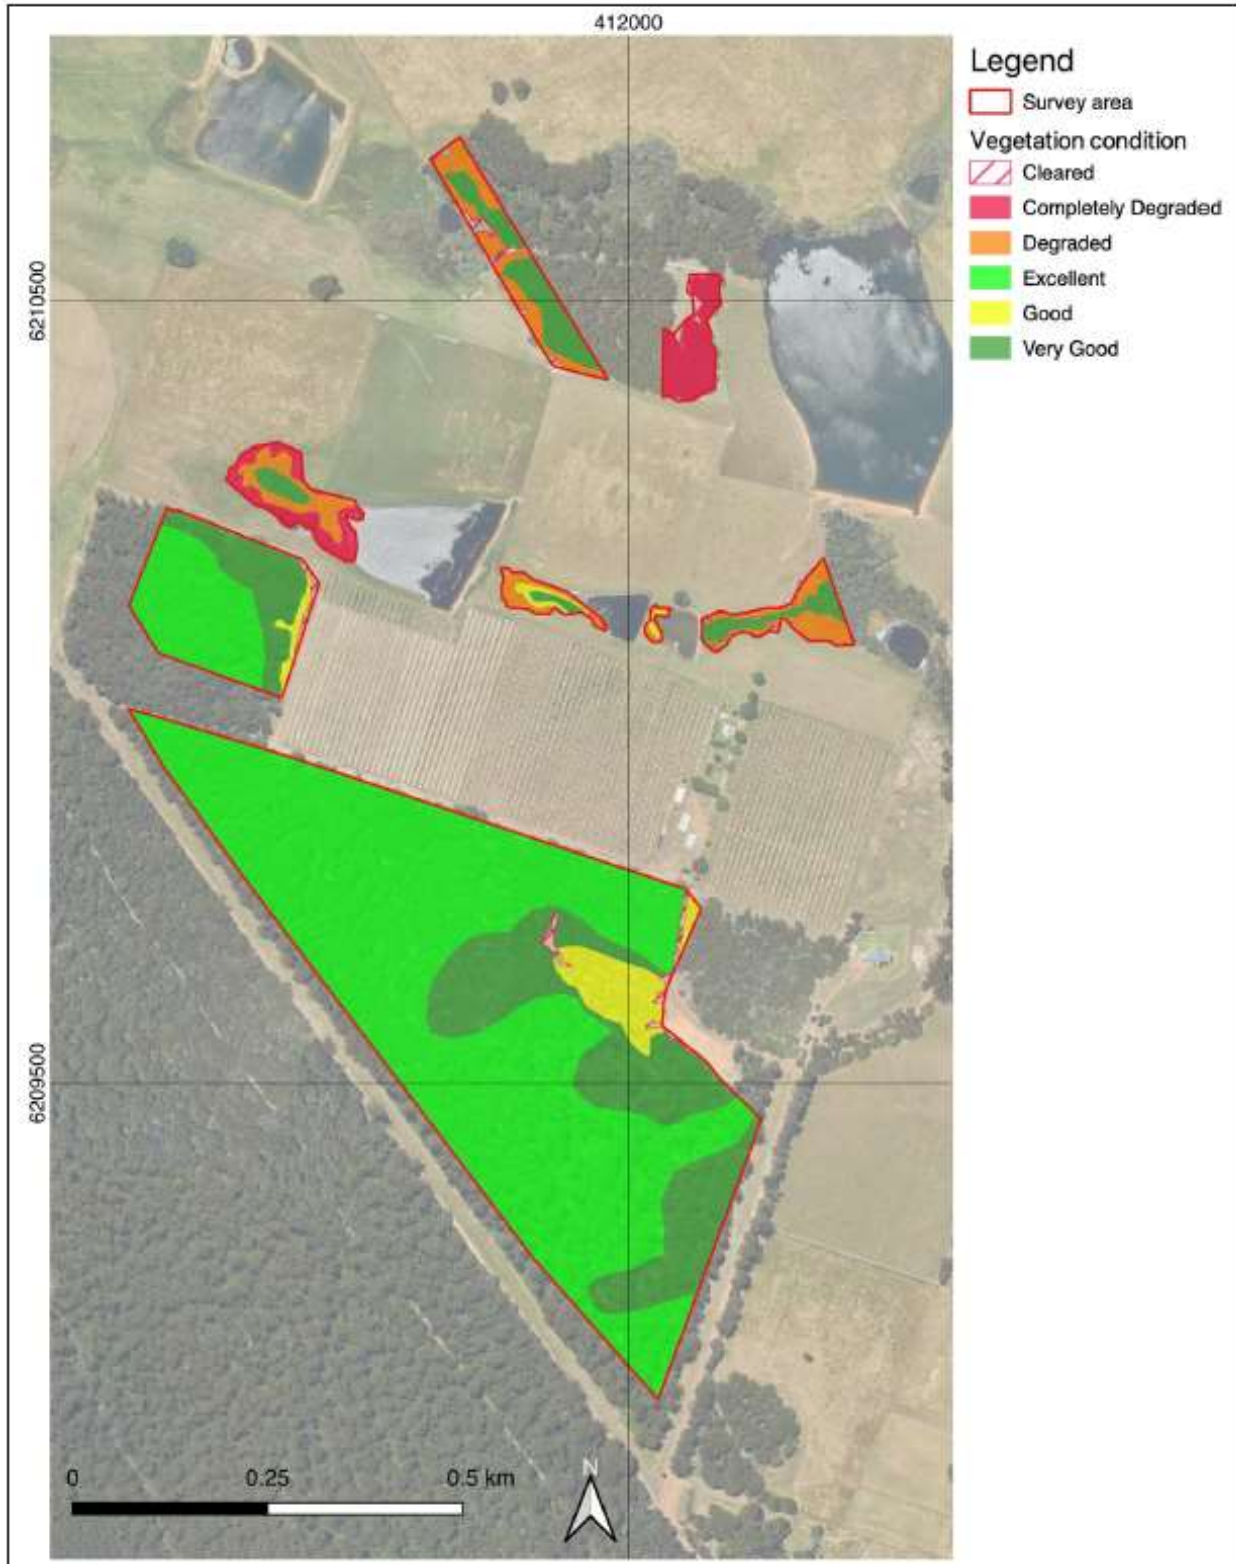 412000
Legend
Survey area
Vegetation condition
Cleared
Completely Degraded
Degraded
Excellent
Good
Very Good
6210500
6209500
0 0.25 0.5 km
N